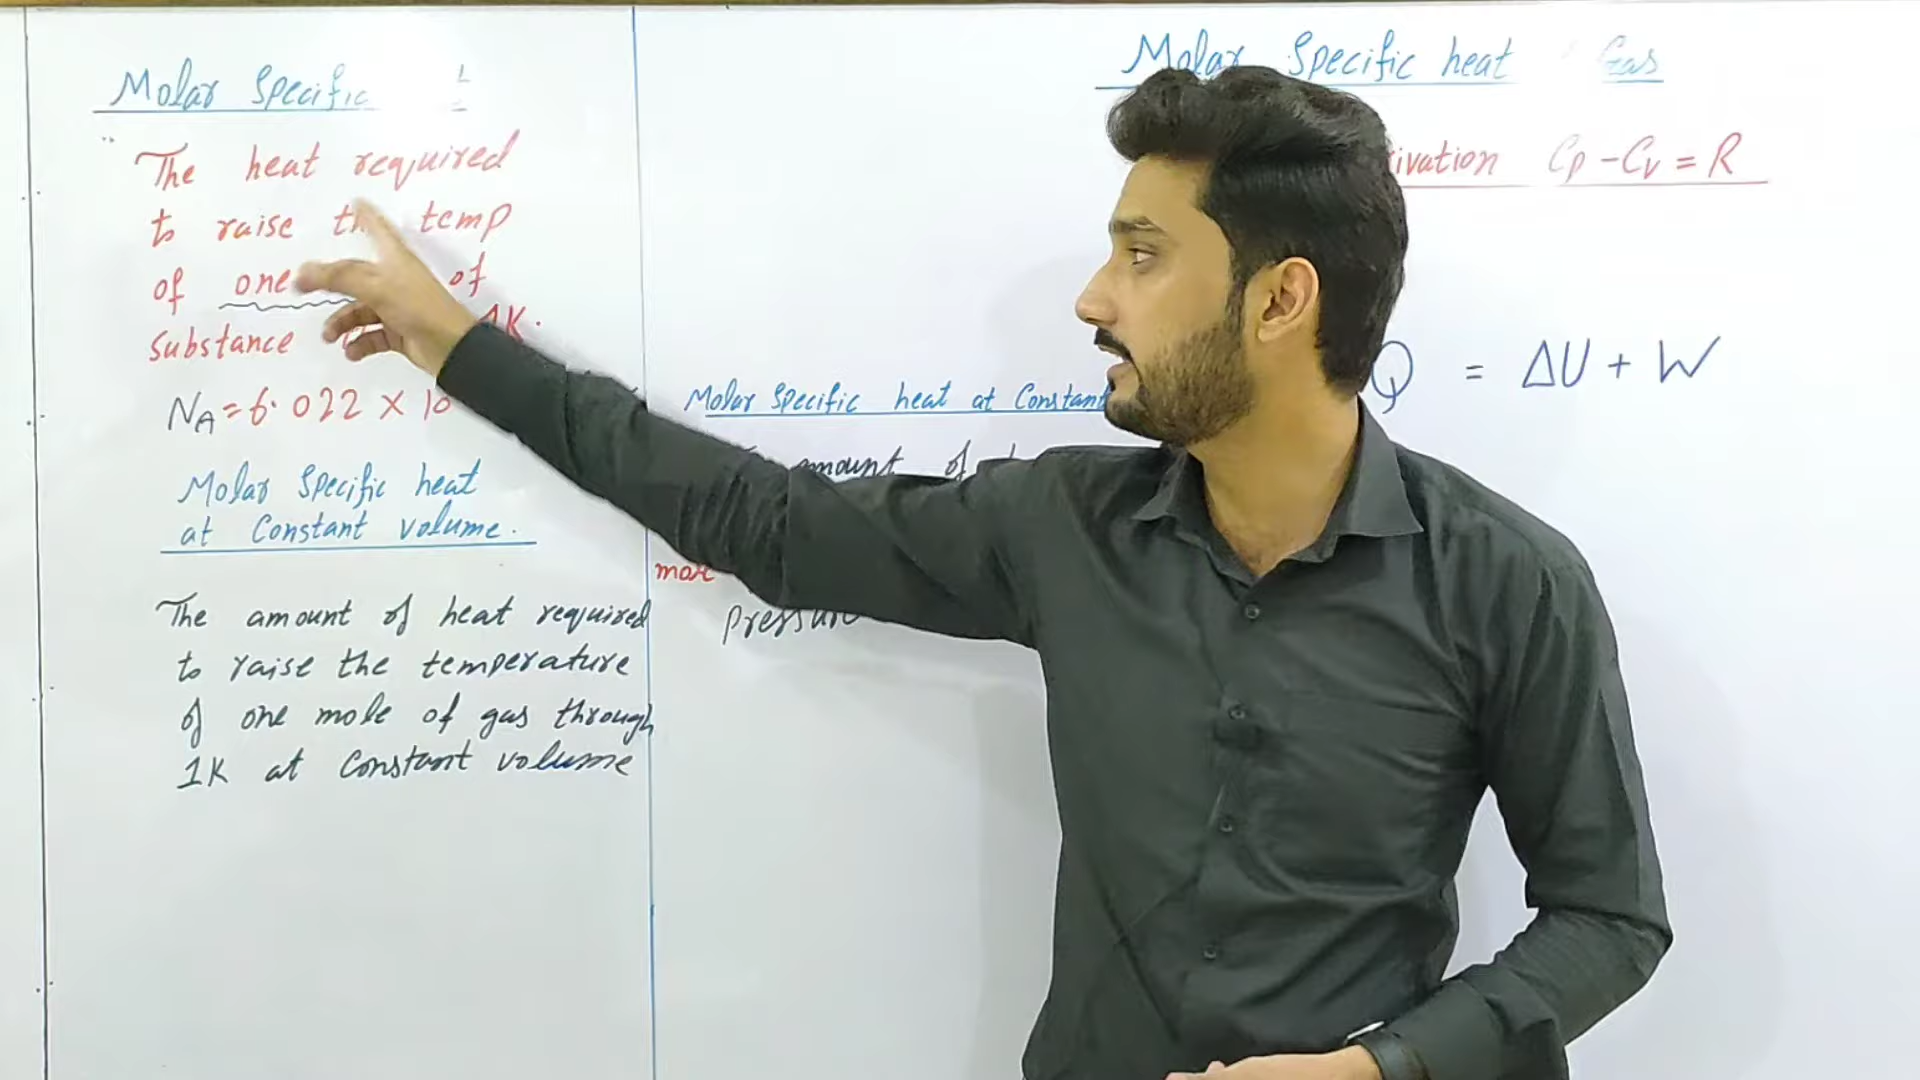 Molar Specific
The heat required
to raise the temp
of one of
substance 1K.
N_A = 6.022 × 10
Molar Specific heat
at Constant volume.
The amount of heat required
to raise the temperature
of one mole of gas through
1K at constant volume
Molar Specific heat at Constant
amount of
more
pressure
Molar Specific heat Gas
rivation Cp - Cv = R
Q = ΔU + W